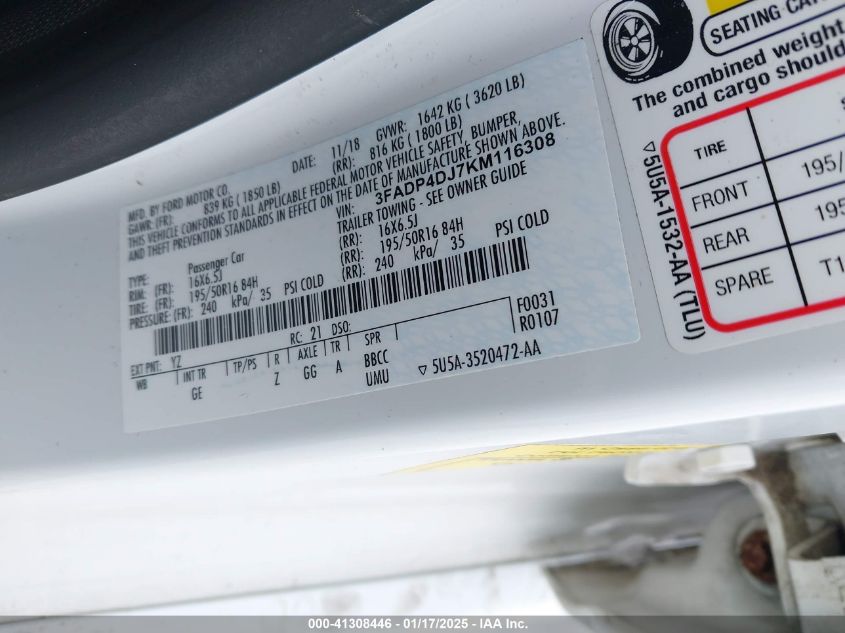 MFD. BY FORD MOTOR CO.
DATE: 11/18 GVWR: 1642 KG ( 3620 LB)
GAWR:(FR): 839 KG ( 1850 LB) (RR): 816 KG ( 1800 LB)
THIS VEHICLE CONFORMS TO ALL APPLICABLE FEDERAL MOTOR VEHICLE SAFETY, BUMPER,
AND THEFT PREVENTION STANDARDS IN EFFECT ON THE DATE OF MANUFACTURE SHOWN ABOVE.
VIN: 3FADP4DJ7KM116308
TYPE: Passenger Car TRAILER TOWING - SEE OWNER GUIDE
RIM: (FR): 16X6.5J (RR): 16X6.5J
TIRE: (FR): 195/50R16 84H (RR): 195/50R16 84H
PRESSURE: (FR): 240 kPa/ 35 PSI COLD (RR): 240 kPa/ 35 PSI COLD
EXT PNT: YZ RC: 21 DSO: F0031
WB INT TR TP/PS R AXLE TR SPR R0107
GE Z GG A BBCC
UMU ▽ 5U5A-3520472-AA
The combined weight
TIRE
FRONT 195/
REAR 195
SPARE T1
▽5U5A-1532-AA (TLU)
000-41308446 - 01/17/2025 - IAA Inc.